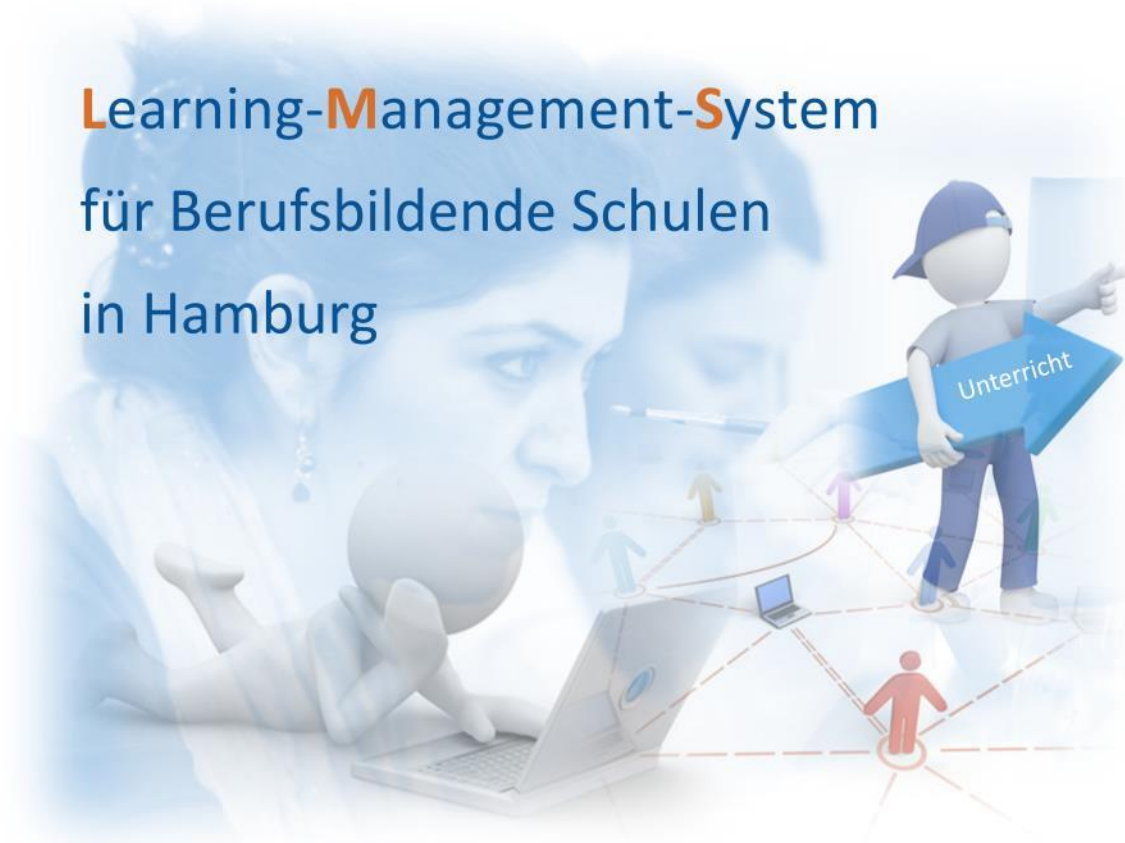 Learning-Management-System
für Berufsbildende Schulen
in Hamburg
Unterricht